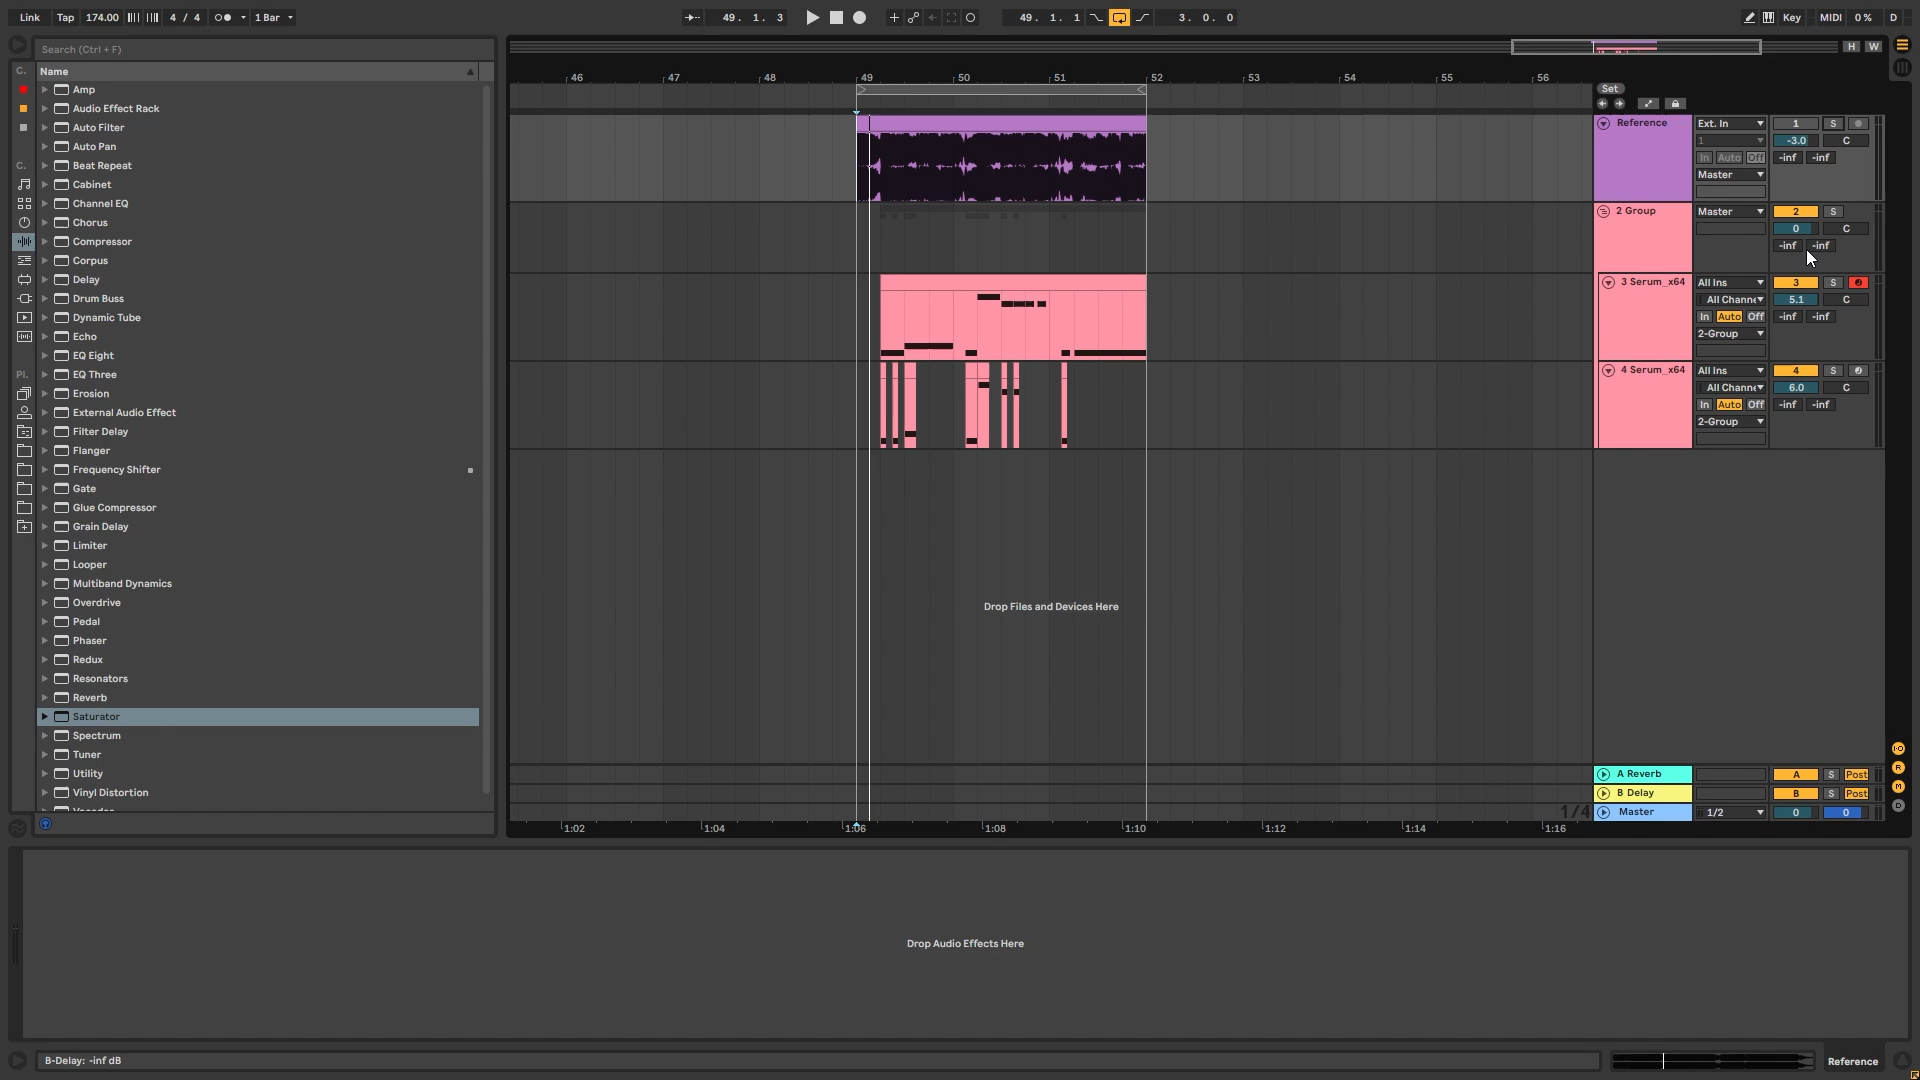 Link Tap 174.00 4 / 4 1 Bar 49. 1. 3 49. 1. 1 3. 0. 0 Key MIDI 0 % D
Search (Ctrl + F)
H W
C. Name
46 47 48 49 50 51 52 53 54 55 56
Set
Amp
Audio Effect Rack
Auto Filter
Auto Pan
C. Beat Repeat
Cabinet
Channel EQ
Chorus
Compressor
Corpus
Delay
Drum Buss
Dynamic Tube
Echo
EQ Eight
Pl. EQ Three
Erosion
External Audio Effect
Filter Delay
Flanger
Frequency Shifter
Gate
Glue Compressor
Grain Delay
Limiter
Looper
Multiband Dynamics
Overdrive
Pedal
Phaser
Redux
Resonators
Reverb
Saturator
Spectrum
Tuner
Utility
Vinyl Distortion
Reference Ext. In 1 S
1 -3.0 C
In Auto Off -inf -inf
Master
2 Group Master 2 S
0 C
-inf -inf
3 Serum_x64 All Ins 3 S
All Channe 5.1 C
In Auto Off -inf -inf
2-Group
4 Serum_x64 All Ins 4 S
All Channe 6.0 C
In Auto Off -inf -inf
2-Group
Drop Files and Devices Here
A Reverb A S Post
B Delay B S Post
1/4 Master 1/2 0 0
I·O
R
M
D
1:02 1:04 1:06 1:08 1:10 1:12 1:14 1:16
Drop Audio Effects Here
B-Delay: -inf dB
Reference